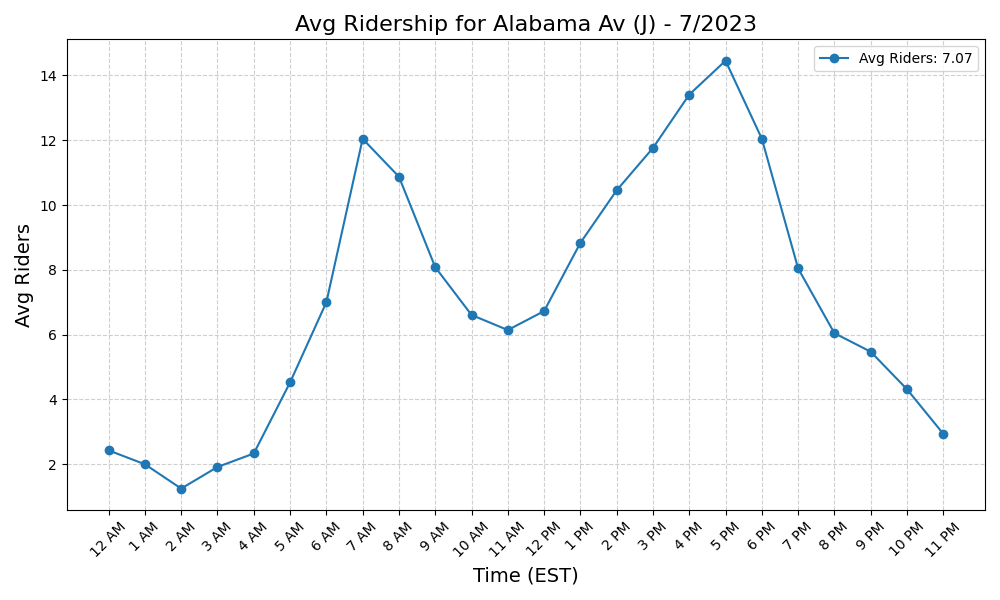 Avg Ridership for Alabama Av (J) - 7/2023
Avg Riders: 7.07
Avg Riders
14
12
10
8
6
4
2
12 AM
1 AM
2 AM
3 AM
4 AM
5 AM
6 AM
7 AM
8 AM
9 AM
10 AM
11 AM
12 PM
1 PM
2 PM
3 PM
4 PM
5 PM
6 PM
7 PM
8 PM
9 PM
10 PM
11 PM
Time (EST)